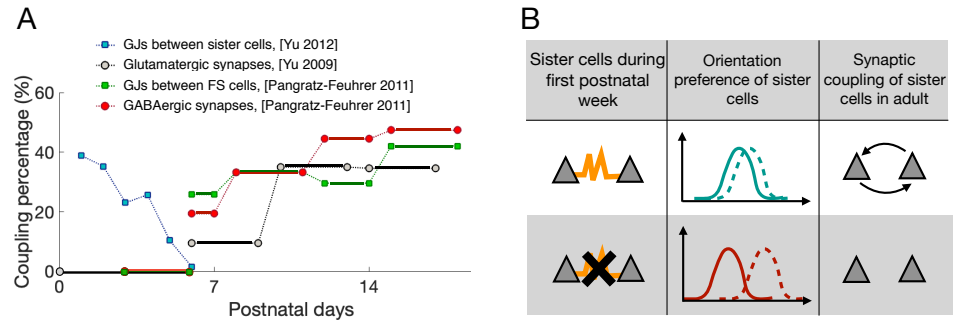 A
GJs between sister cells, [Yu 2012]
Glutamatergic synapses, [Yu 2009]
GJs between FS cells, [Pangratz-Feuhrer 2011]
GABAergic synapses, [Pangratz-Feuhrer 2011]
Coupling percentage (%)
60
40
20
0
0
7
14
Postnatal days
B
Sister cells during
first postnatal
week
Orientation
preference of sister
cells
Synaptic
coupling of sister
cells in adult